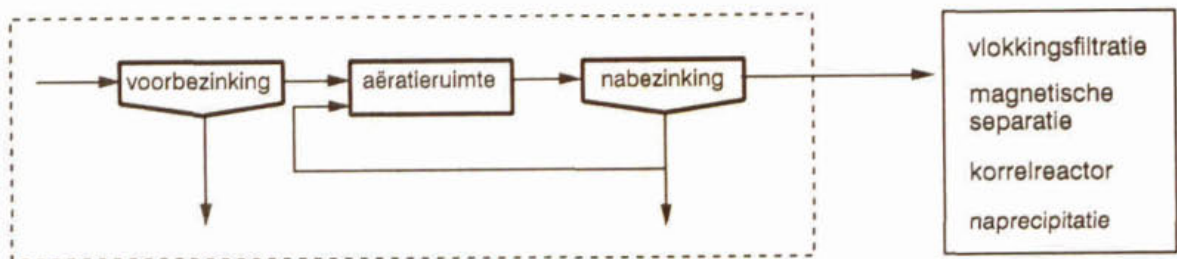 voorbezinking
aëratieruimte
nabezinking
vlokkingsfiltratie
magnetische
separatie
korrelreactor
naprecipitatie